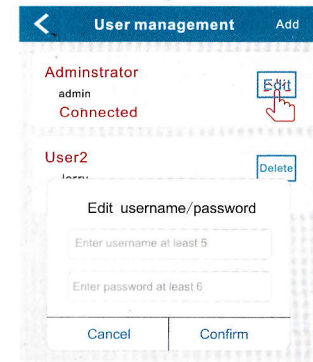 User management Add
Adminstrator
Edit
admin
Connected
User2
Delete
Edit username/password
Enter username at least 5
Enter password at least 6
Cancel Confirm